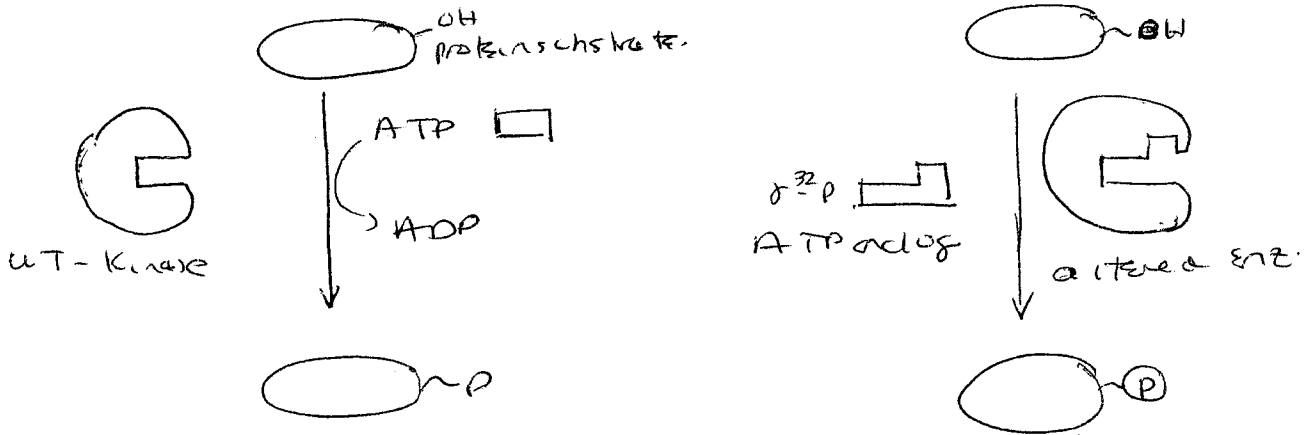 OH
protein substrate.
ATP
ADP
WT-Kinase
~P
~OH
γ 32P
ATP analog
altered enz.
~P